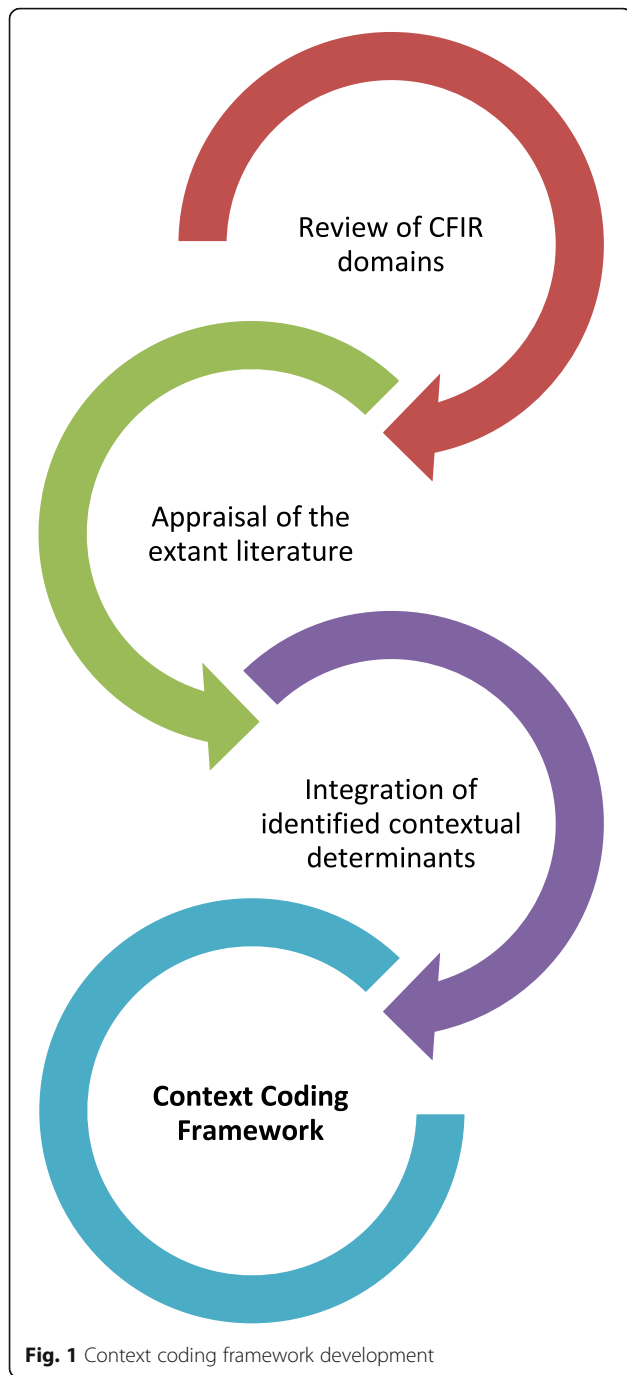 Review of CFIR
domains
Appraisal of the
extant literature
Integration of
identified contextual
determinants
Context Coding
Framework
Fig. 1 Context coding framework development